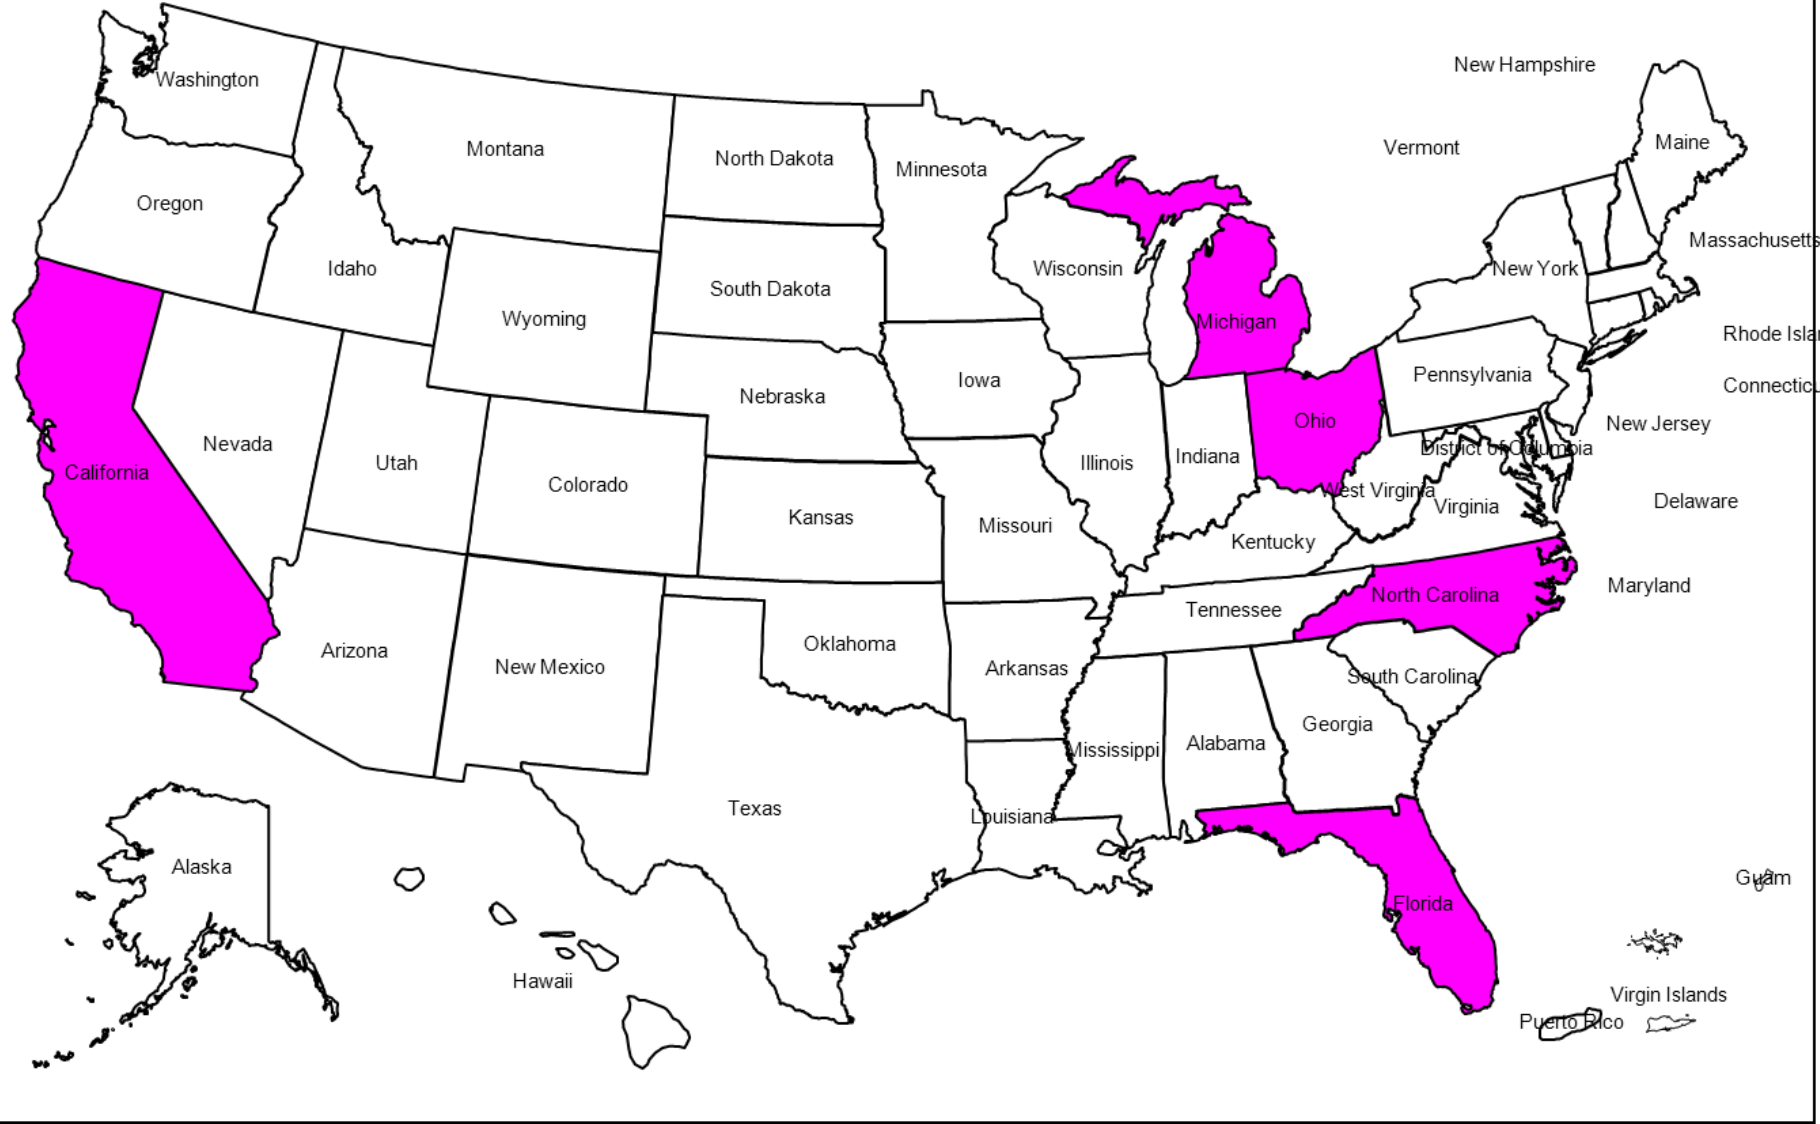 New Hampshire
Washington
Maine
Vermont
Montana
North Dakota
Minnesota
Oregon
Massachusetts
Idaho
Wisconsin
New York
South Dakota
Wyoming
Michigan
Rhode Islar
Iowa
Pennsylvania
Connecticu
Nebraska
Ohio
New Jersey
Nevada
District of Columbia
California
Utah
Illinois
Indiana
Colorado
West Virginia
Delaware
Virginia
Kansas
Missouri
Kentucky
Maryland
North Carolina
Tennessee
Oklahoma
Arizona
New Mexico
Arkansas
South Carolina
Georgia
Alabama
Mississippi
Texas
Louisiana
Alaska
Guam
Florida
Hawaii
Virgin Islands
Puerto Rico